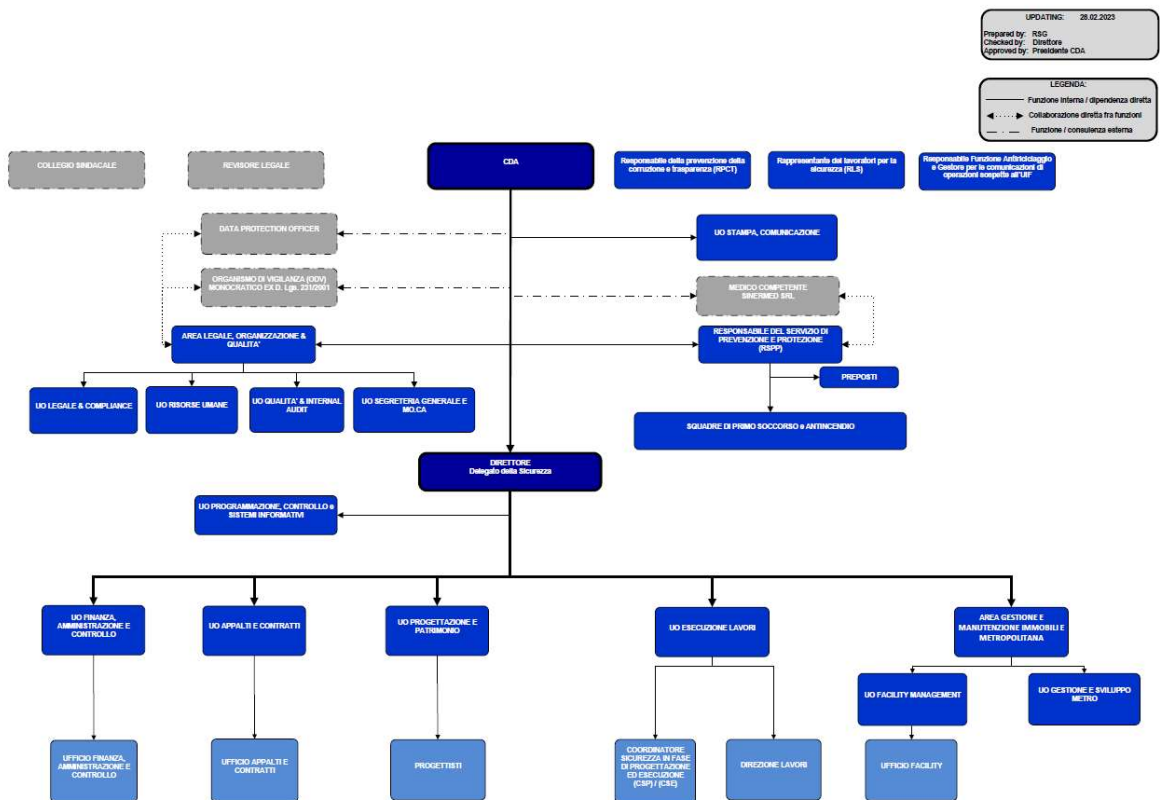 UPDATING: 28.02.2023
Prepared by: RSG
Checked by: Direttore
Approved by: Presidente CDA
LEGENDA:
Funzione interna / dipendenza diretta
Collaborazione diretta fra funzioni
Funzione / consulenza esterna
COLLEGIO SINDACALE
REVISORE LEGALE
CDA
Responsabile della prevenzione della
corruzione e trasparenza (RPCT)
Rappresentante dei lavoratori per la
sicurezza (RLS)
Responsabile Funzione Antiriciclaggio
e Gestore per le comunicazioni di
operazioni sospette all'UIF
DATA PROTECTION OFFICER
UO STAMPA, COMUNICAZIONE
ORGANISMO DI VIGILANZA (ODV)
MONOCRATICO EX D. Lgs. 231/2001
MEDICO COMPETENTE
SINERMED SRL
AREA LEGALE, ORGANIZZAZIONE &
QUALITA'
RESPONSABILE DEL SERVIZIO DI
PREVENZIONE E PROTEZIONE
(RSPP)
PREPOSTI
UO LEGALE & COMPLIANCE
UO RISORSE UMANE
UO QUALITA' & INTERNAL
AUDIT
UO SEGRETERIA GENERALE E
MO.CA
SQUADRE DI PRIMO SOCCORSO e ANTINCENDIO
DIRETTORE
Delegato della Sicurezza
UO PROGRAMMAZIONE, CONTROLLO e
SISTEMI INFORMATIVI
UO FINANZA,
AMMINISTRAZIONE E
CONTROLLO
UO APPALTI E CONTRATTI
UO PROGETTAZIONE E
PATRIMONIO
UO ESECUZIONE LAVORI
AREA GESTIONE E
MANUTENZIONE IMMOBILI E
METROPOLITANA
UO FACILITY MANAGEMENT
UO GESTIONE E SVILUPPO
METRO
UFFICIO FINANZA,
AMMINISTRAZIONE E
CONTROLLO
UFFICIO APPALTI E
CONTRATTI
PROGETTISTI
COORDINATORE
SICUREZZA IN FASE
DI PROGETTAZIONE
ED ESECUZIONE
(CSP) / (CSE)
DIREZIONE LAVORI
UFFICIO FACILITY